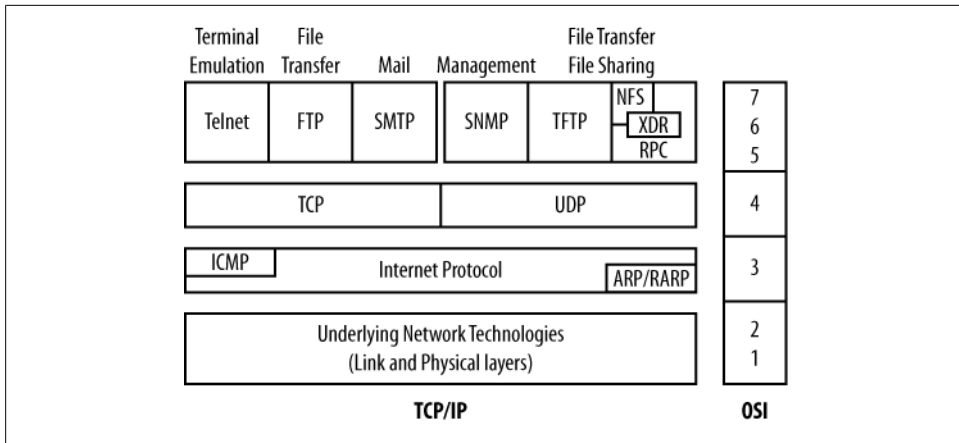 Terminal Emulation
File Transfer
Mail
Management
File Transfer
File Sharing
Telnet
FTP
SMTP
SNMP
TFTP
NFS
XDR
RPC
7
6
5
TCP
UDP
4
ICMP
Internet Protocol
ARP/RARP
3
Underlying Network Technologies
(Link and Physical layers)
2
1
TCP/IP
OSI